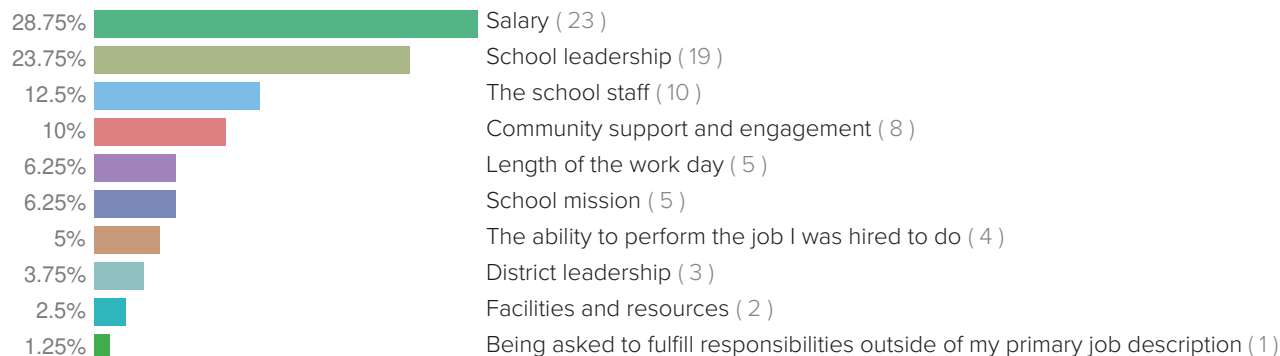 28.75% Salary ( 23 )
23.75% School leadership ( 19 )
12.5% The school staff ( 10 )
10% Community support and engagement ( 8 )
6.25% Length of the work day ( 5 )
6.25% School mission ( 5 )
5% The ability to perform the job I was hired to do ( 4 )
3.75% District leadership ( 3 )
2.5% Facilities and resources ( 2 )
1.25% Being asked to fulfill responsibilities outside of my primary job description ( 1 )